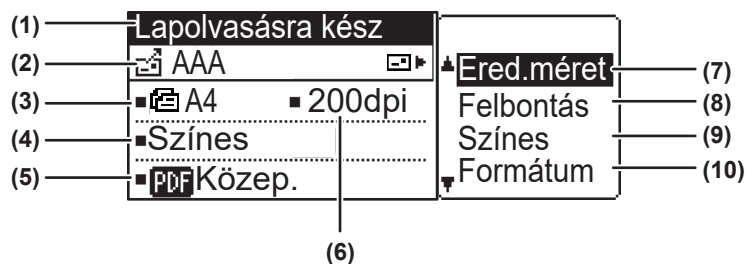 (1) Lapolvasásra kész
(2) AAA
(3) A4 200dpi
(4) Színes
(5) PDF Közep.
(6)
Ered.méret (7)
Felbontás (8)
Színes (9)
Formátum (10)